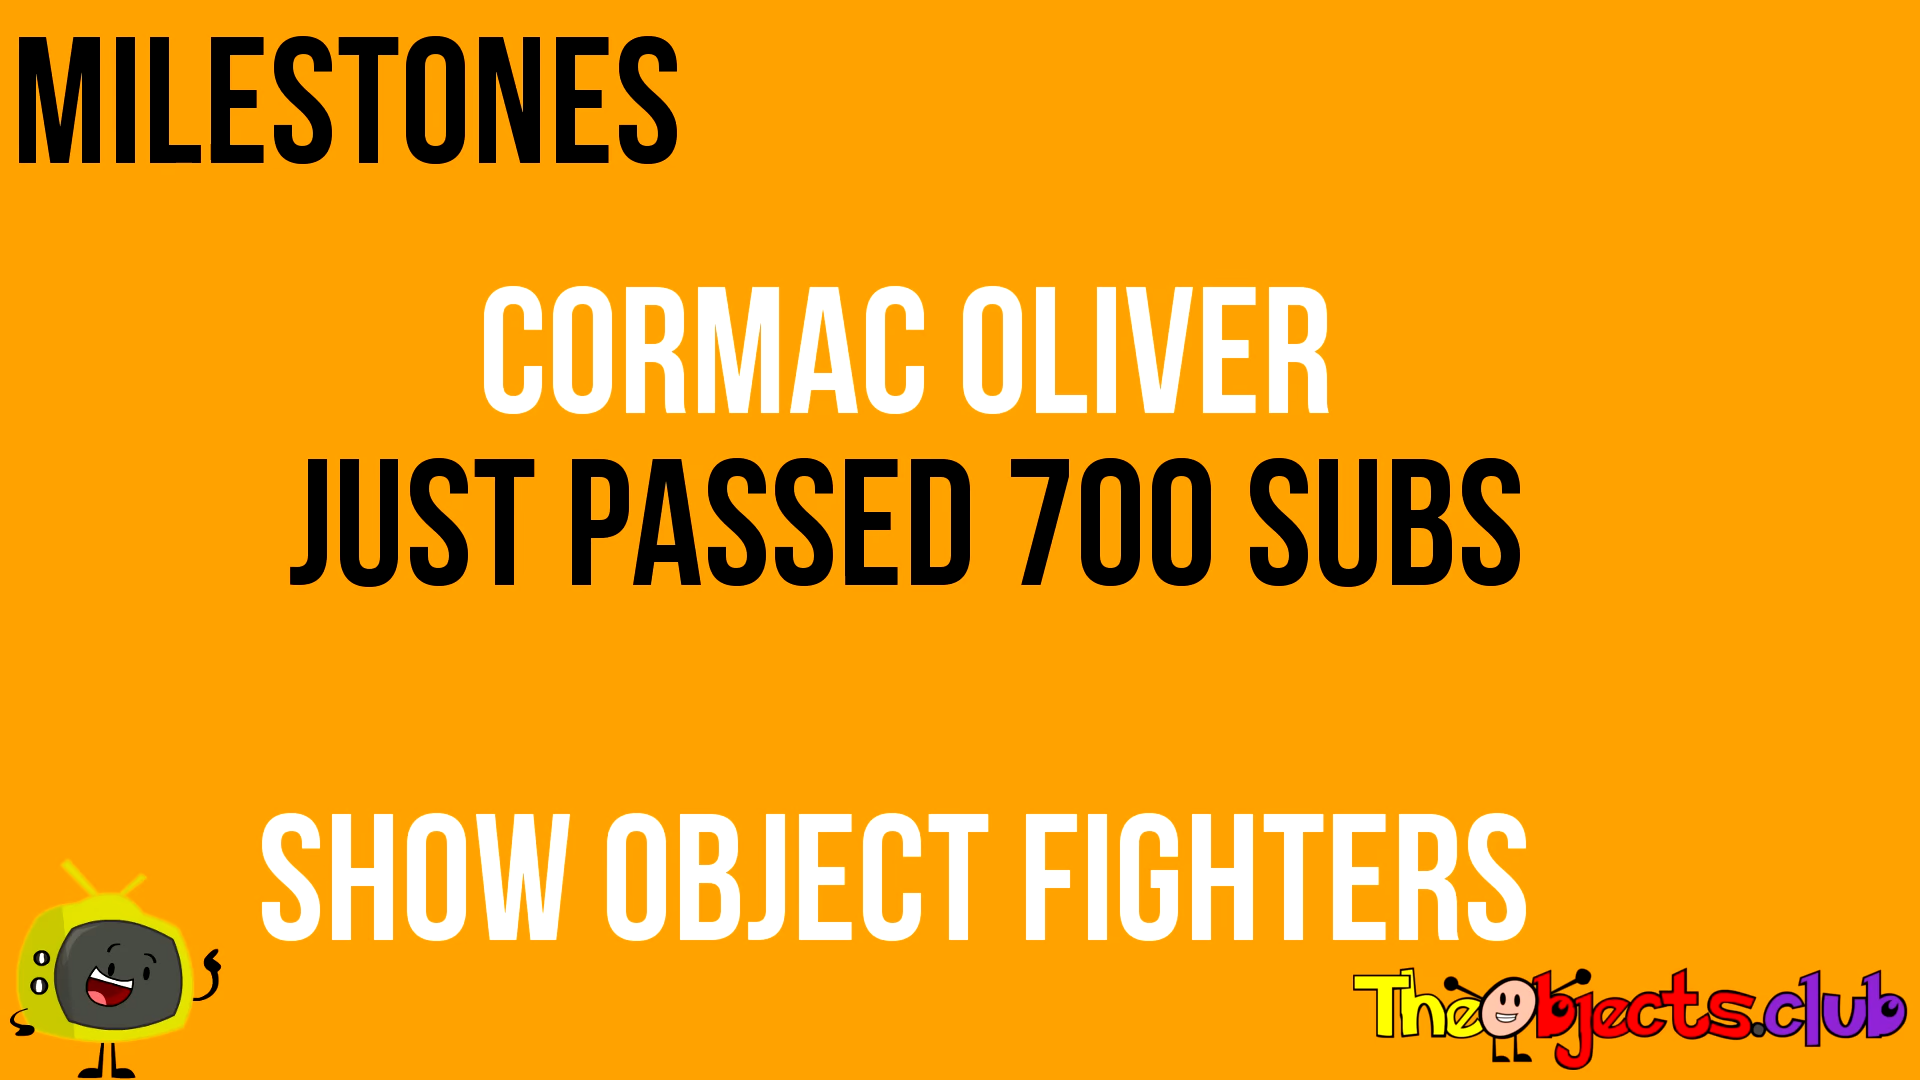 MILESTONES
CORMAC OLIVER
JUST PASSED 700 SUBS
SHOW OBJECT FIGHTERS
TheObjects.club